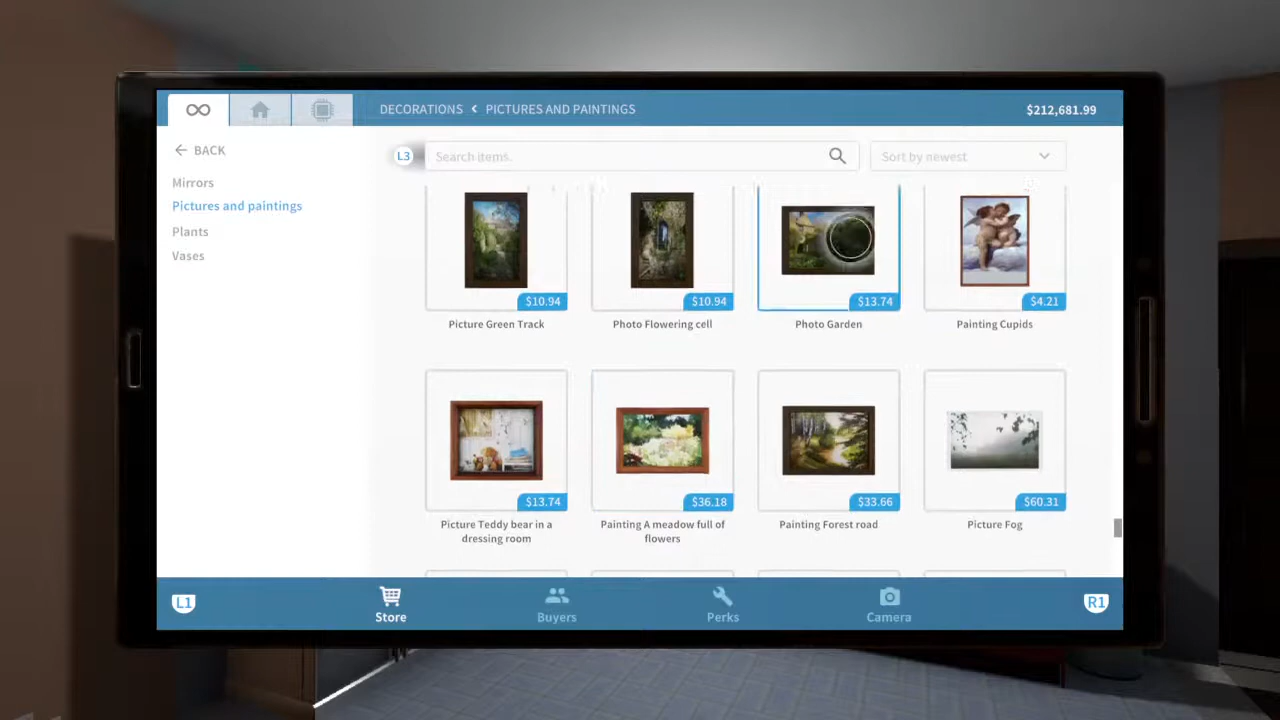 DECORATIONS < PICTURES AND PAINTINGS
$212,681.99
BACK
L3
Search items.
Sort by newest
Mirrors
Pictures and paintings
Plants
Vases
$10.94
$10.94
$13.74
$4.21
Picture Green Track
Photo Flowering cell
Photo Garden
Painting Cupids
$13.74
$36.18
$33.66
$60.31
Picture Teddy bear in a
dressing room
Painting A meadow full of
flowers
Painting Forest road
Picture Fog
L1
Store
Buyers
Perks
Camera
R1